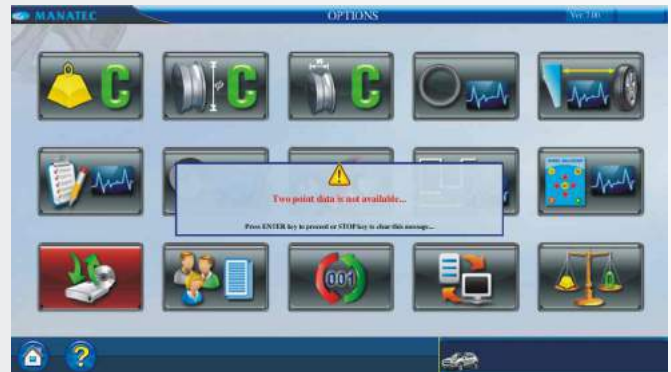 MANATEC
OPTIONS
Ver. 7.00
C
C
C
Two point data is not available...
Press ENTER key to proceed or STOP key to clear this message...
001
?